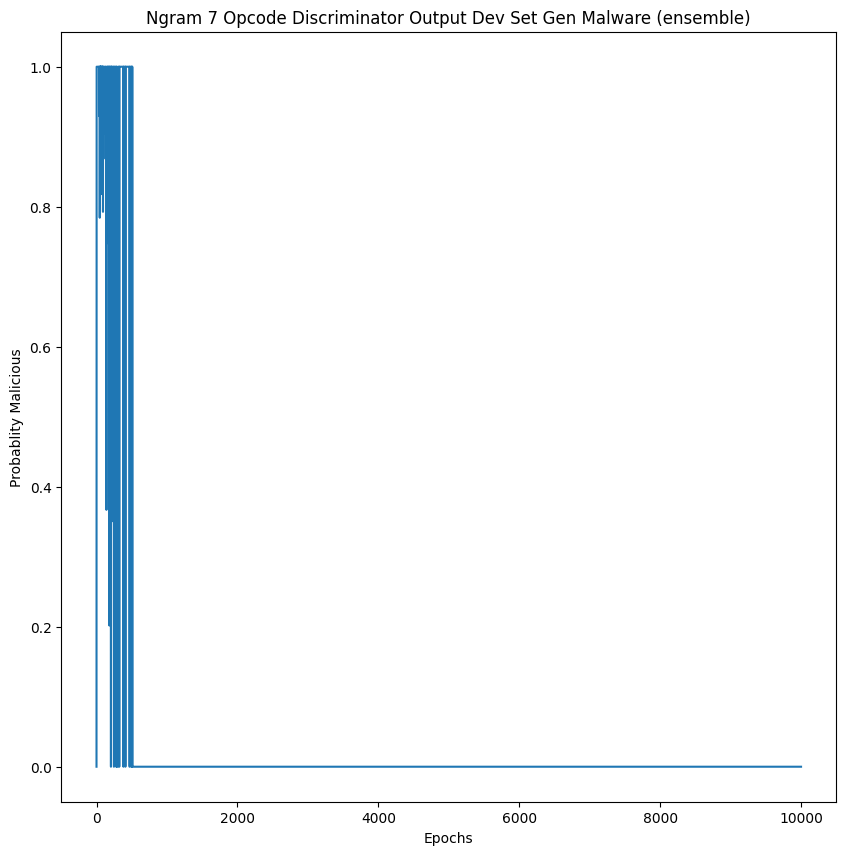 Ngram 7 Opcode Discriminator Output Dev Set Gen Malware (ensemble)
1.0
0.8
0.6
0.4
0.2
0.0
Probablity Malicious
0 2000 4000 6000 8000 10000
Epochs